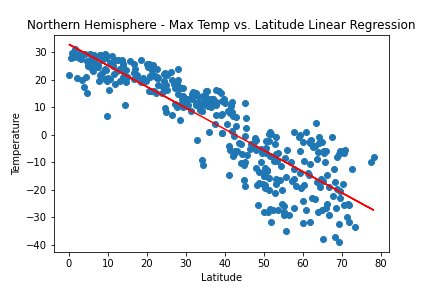 Northern Hemisphere - Max Temp vs. Latitude Linear Regression
30
20
10
0
−10
−20
−30
−40
Temperature
0 10 20 30 40 50 60 70 80
Latitude